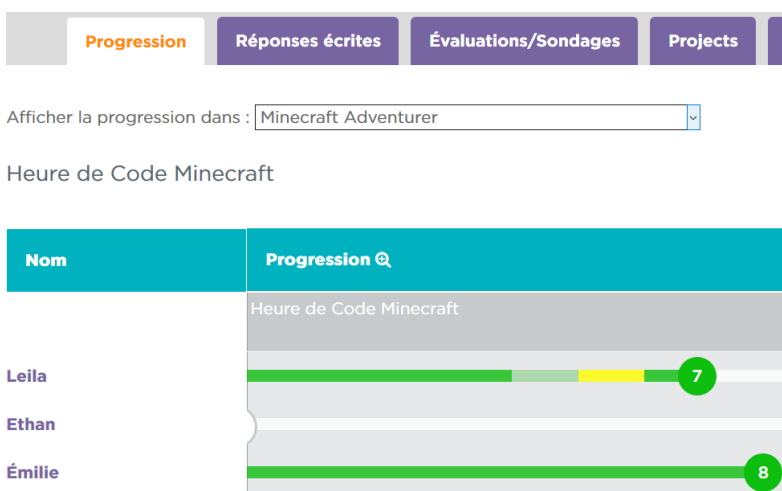 Progression Réponses écrites Évaluations/Sondages Projects
Afficher la progression dans : Minecraft Adventurer
Heure de Code Minecraft
Nom Progression
Heure de Code Minecraft
Leila 7
Ethan
Émilie 8